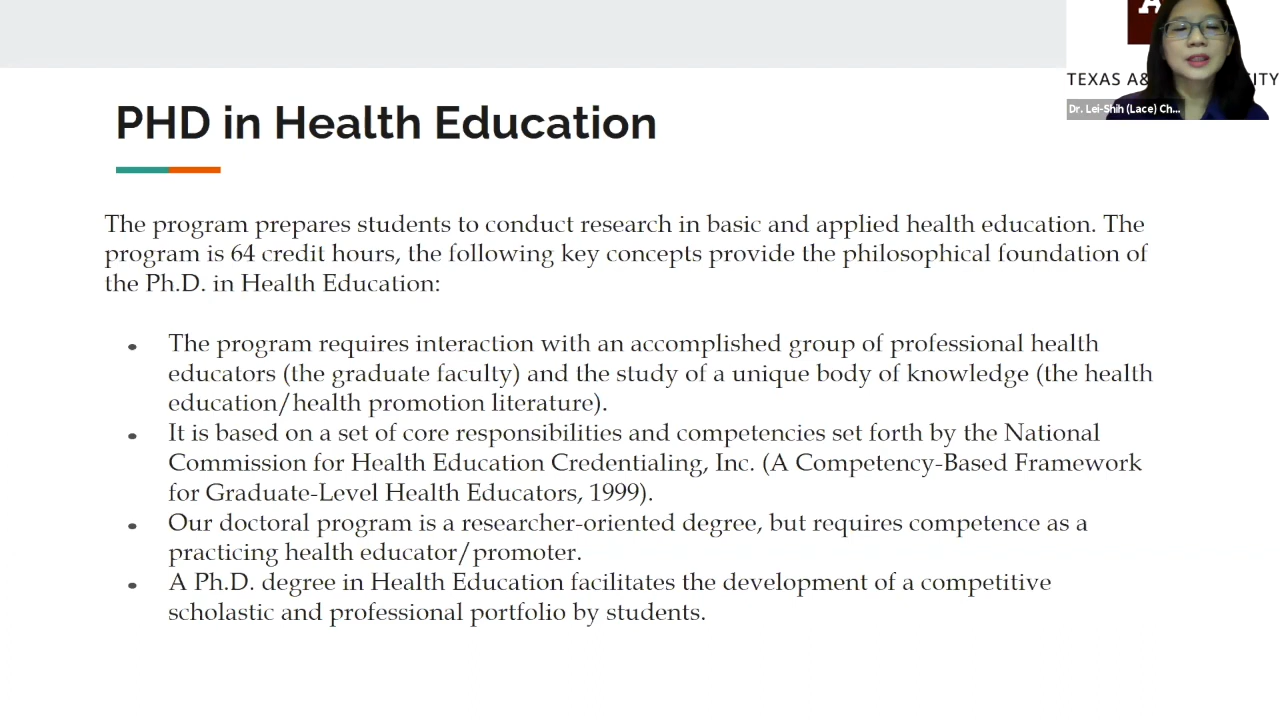 PHD in Health Education
The program prepares students to conduct research in basic and applied health education. The
program is 64 credit hours, the following key concepts provide the philosophical foundation of
the Ph.D. in Health Education:
The program requires interaction with an accomplished group of professional health
educators (the graduate faculty) and the study of a unique body of knowledge (the health
education/health promotion literature).
It is based on a set of core responsibilities and competencies set forth by the National
Commission for Health Education Credentialing, Inc. (A Competency-Based Framework
for Graduate-Level Health Educators, 1999).
Our doctoral program is a researcher-oriented degree, but requires competence as a
practicing health educator/promoter.
A Ph.D. degree in Health Education facilitates the development of a competitive
scholastic and professional portfolio by students.
TEXAS A&
Dr. Lei-Shih (Lace) Ch...